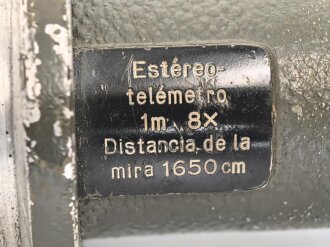 Estéreo-
telémetro
1m 8x
Distancia de la
mira 1650 cm